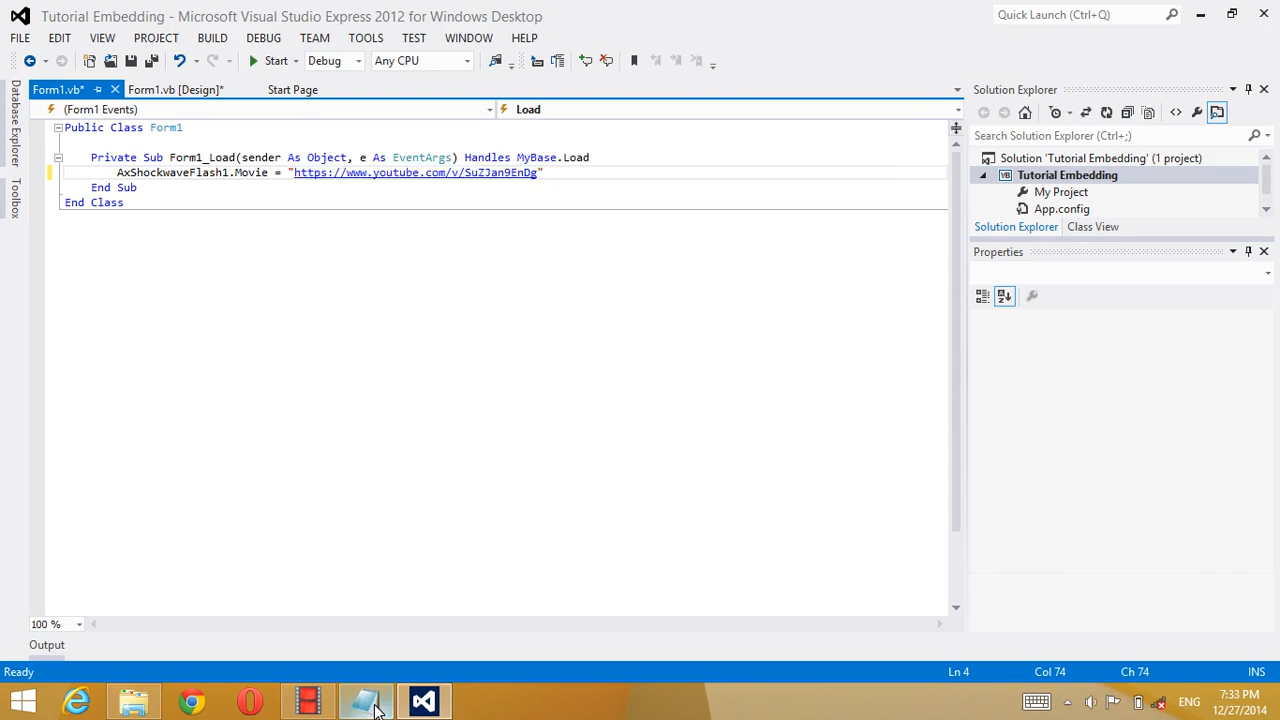 Tutorial Embedding - Microsoft Visual Studio Express 2012 for Windows Desktop
Quick Launch (Ctrl+Q)
FILE EDIT VIEW PROJECT BUILD DEBUG TEAM TOOLS TEST WINDOW HELP
Start Debug Any CPU
Form1.vb* Form1.vb [Design]* Start Page
(Form1 Events) Load
Public Class Form1
Private Sub Form1_Load(sender As Object, e As EventArgs) Handles MyBase.Load
AxShockwaveFlash1.Movie = "https://www.youtube.com/v/SuZJan9EnDg"
End Sub
End Class
Database Explorer
Toolbox
Solution Explorer
Search Solution Explorer (Ctrl+;)
Solution 'Tutorial Embedding' (1 project)
VB Tutorial Embedding
My Project
App.config
Solution Explorer Class View
Properties
100 %
Output
Ready Ln 4 Col 74 Ch 74 INS
ENG
7:33 PM
12/27/2014